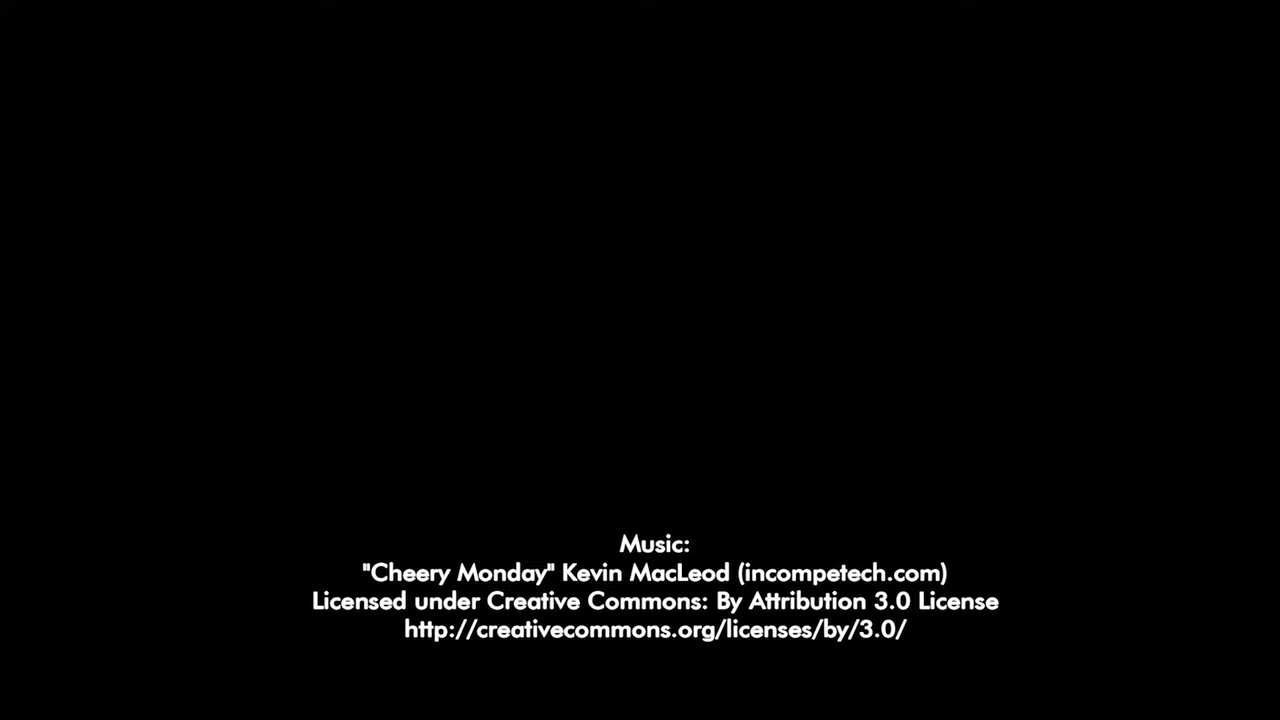 Music:
"Cheery Monday" Kevin MacLeod (incompetech.com)
Licensed under Creative Commons: By Attribution 3.0 License
http://creativecommons.org/licenses/by/3.0/